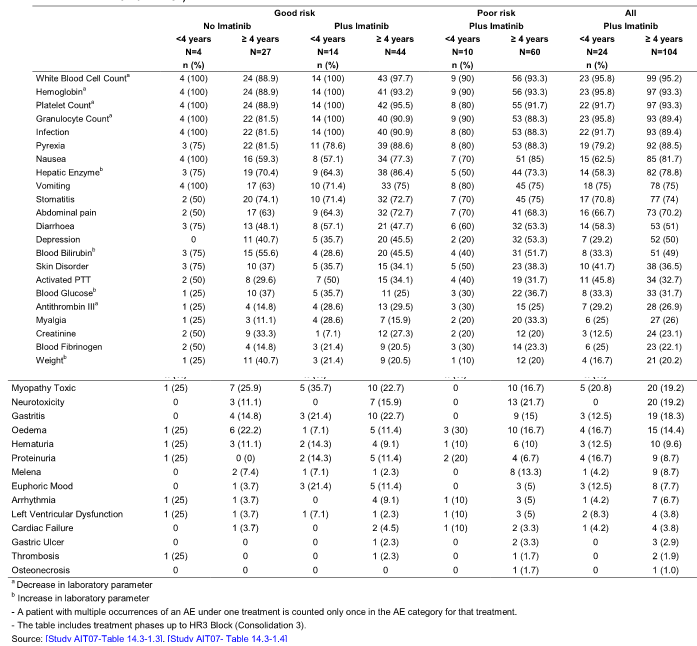 Good risk Poor risk All
No Imatinib Plus Imatinib Plus Imatinib Plus Imatinib
<4 years ≥ 4 years <4 years ≥ 4 years <4 years ≥ 4 years <4 years ≥ 4 years
N=4 N=27 N=14 N=44 N=10 N=60 N=24 N=104
n (%) n (%) n (%) n (%)
White Blood Cell Countᵃ 4 (100) 24 (88.9) 14 (100) 43 (97.7) 9 (90) 56 (93.3) 23 (95.8) 99 (95.2)
Hemoglobinᵃ 4 (100) 24 (88.9) 14 (100) 41 (93.2) 9 (90) 56 (93.3) 23 (95.8) 97 (93.3)
Platelet Countᵃ 4 (100) 24 (88.9) 14 (100) 42 (95.5) 8 (80) 55 (91.7) 22 (91.7) 97 (93.3)
Granulocyte Countᵃ 4 (100) 22 (81.5) 14 (100) 40 (90.9) 9 (90) 53 (88.3) 23 (95.8) 93 (89.4)
Infection 4 (100) 22 (81.5) 14 (100) 40 (90.9) 8 (80) 53 (88.3) 22 (91.7) 93 (89.4)
Pyrexia 3 (75) 22 (81.5) 11 (78.6) 39 (88.6) 8 (80) 53 (88.3) 19 (79.2) 92 (88.5)
Nausea 4 (100) 16 (59.3) 8 (57.1) 34 (77.3) 7 (70) 51 (85) 15 (62.5) 85 (81.7)
Hepatic Enzymeᵇ 3 (75) 19 (70.4) 9 (64.3) 38 (86.4) 5 (50) 44 (73.3) 14 (58.3) 82 (78.8)
Vomiting 4 (100) 17 (63) 10 (71.4) 33 (75) 8 (80) 45 (75) 18 (75) 78 (75)
Stomatitis 2 (50) 20 (74.1) 10 (71.4) 32 (72.7) 7 (70) 45 (75) 17 (70.8) 77 (74)
Abdominal pain 2 (50) 17 (63) 9 (64.3) 32 (72.7) 7 (70) 41 (68.3) 16 (66.7) 73 (70.2)
Diarrhoea 3 (75) 13 (48.1) 8 (57.1) 21 (47.7) 6 (60) 32 (53.3) 14 (58.3) 53 (51)
Depression 0 11 (40.7) 5 (35.7) 20 (45.5) 2 (20) 32 (53.3) 7 (29.2) 52 (50)
Blood Bilirubinᵇ 3 (75) 15 (55.6) 4 (28.6) 20 (45.5) 4 (40) 31 (51.7) 8 (33.3) 51 (49)
Skin Disorder 3 (75) 10 (37) 5 (35.7) 15 (34.1) 5 (50) 23 (38.3) 10 (41.7) 38 (36.5)
Activated PTT 2 (50) 8 (29.6) 7 (50) 15 (34.1) 4 (40) 19 (31.7) 11 (45.8) 34 (32.7)
Blood Glucoseᵇ 1 (25) 10 (37) 5 (35.7) 11 (25) 3 (30) 22 (36.7) 8 (33.3) 33 (31.7)
Antithrombin IIIᵃ 1 (25) 4 (14.8) 4 (28.6) 13 (29.5) 3 (30) 15 (25) 7 (29.2) 28 (26.9)
Myalgia 1 (25) 3 (11.1) 4 (28.6) 7 (15.9) 2 (20) 20 (33.3) 6 (25) 27 (26)
Creatinine 2 (50) 9 (33.3) 1 (7.1) 12 (27.3) 2 (20) 12 (20) 3 (12.5) 24 (23.1)
Blood Fibrinogen 2 (50) 4 (14.8) 3 (21.4) 9 (20.5) 3 (30) 14 (23.3) 6 (25) 23 (22.1)
Weightᵇ 1 (25) 11 (40.7) 3 (21.4) 9 (20.5) 1 (10) 12 (20) 4 (16.7) 21 (20.2)
Myopathy Toxic 1 (25) 7 (25.9) 5 (35.7) 10 (22.7) 0 10 (16.7) 5 (20.8) 20 (19.2)
Neurotoxicity 0 3 (11.1) 0 7 (15.9) 0 13 (21.7) 0 20 (19.2)
Gastritis 0 4 (14.8) 3 (21.4) 10 (22.7) 0 9 (15) 3 (12.5) 19 (18.3)
Oedema 1 (25) 6 (22.2) 1 (7.1) 5 (11.4) 3 (30) 10 (16.7) 4 (16.7) 15 (14.4)
Hematuria 1 (25) 3 (11.1) 2 (14.3) 4 (9.1) 1 (10) 6 (10) 3 (12.5) 10 (9.6)
Proteinuria 1 (25) 0 (0) 2 (14.3) 5 (11.4) 2 (20) 4 (6.7) 4 (16.7) 9 (8.7)
Melena 0 2 (7.4) 1 (7.1) 1 (2.3) 0 8 (13.3) 1 (4.2) 9 (8.7)
Euphoric Mood 0 1 (3.7) 3 (21.4) 5 (11.4) 0 3 (5) 3 (12.5) 8 (7.7)
Arrhythmia 1 (25) 1 (3.7) 0 4 (9.1) 1 (10) 3 (5) 1 (4.2) 7 (6.7)
Left Ventricular Dysfunction 1 (25) 1 (3.7) 1 (7.1) 1 (2.3) 1 (10) 3 (5) 2 (8.3) 4 (3.8)
Cardiac Failure 0 1 (3.7) 0 2 (4.5) 1 (10) 2 (3.3) 1 (4.2) 4 (3.8)
Gastric Ulcer 0 0 0 1 (2.3) 0 2 (3.3) 0 3 (2.9)
Thrombosis 1 (25) 0 0 1 (2.3) 0 1 (1.7) 0 2 (1.9)
Osteonecrosis 0 0 0 0 0 1 (1.7) 0 1 (1.0)
ᵃ Decrease in laboratory parameter
ᵇ Increase in laboratory parameter
- A patient with multiple occurrences of an AE under one treatment is counted only once in the AE category for that treatment.
- The table includes treatment phases up to HR3 Block (Consolidation 3).
Source: [Study AIT07-Table 14.3-1.3], [Study AIT07- Table 14.3-1.4]